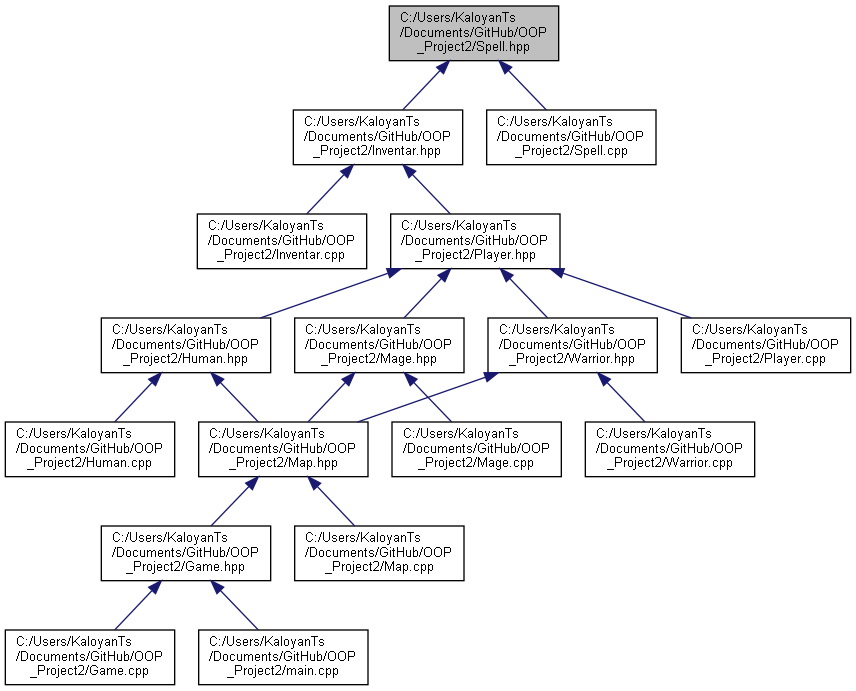 C:/Users/KaloyanTs
/Documents/GitHub/OOP
_Project2/Spell.hpp
C:/Users/KaloyanTs
/Documents/GitHub/OOP
_Project2/Inventar.hpp
C:/Users/KaloyanTs
/Documents/GitHub/OOP
_Project2/Spell.cpp
C:/Users/KaloyanTs
/Documents/GitHub/OOP
_Project2/Inventar.cpp
C:/Users/KaloyanTs
/Documents/GitHub/OOP
_Project2/Player.hpp
C:/Users/KaloyanTs
/Documents/GitHub/OOP
_Project2/Human.hpp
C:/Users/KaloyanTs
/Documents/GitHub/OOP
_Project2/Mage.hpp
C:/Users/KaloyanTs
/Documents/GitHub/OOP
_Project2/Warrior.hpp
C:/Users/KaloyanTs
/Documents/GitHub/OOP
_Project2/Player.cpp
C:/Users/KaloyanTs
/Documents/GitHub/OOP
_Project2/Human.cpp
C:/Users/KaloyanTs
/Documents/GitHub/OOP
_Project2/Map.hpp
C:/Users/KaloyanTs
/Documents/GitHub/OOP
_Project2/Mage.cpp
C:/Users/KaloyanTs
/Documents/GitHub/OOP
_Project2/Warrior.cpp
C:/Users/KaloyanTs
/Documents/GitHub/OOP
_Project2/Game.hpp
C:/Users/KaloyanTs
/Documents/GitHub/OOP
_Project2/Map.cpp
C:/Users/KaloyanTs
/Documents/GitHub/OOP
_Project2/Game.cpp
C:/Users/KaloyanTs
/Documents/GitHub/OOP
_Project2/main.cpp